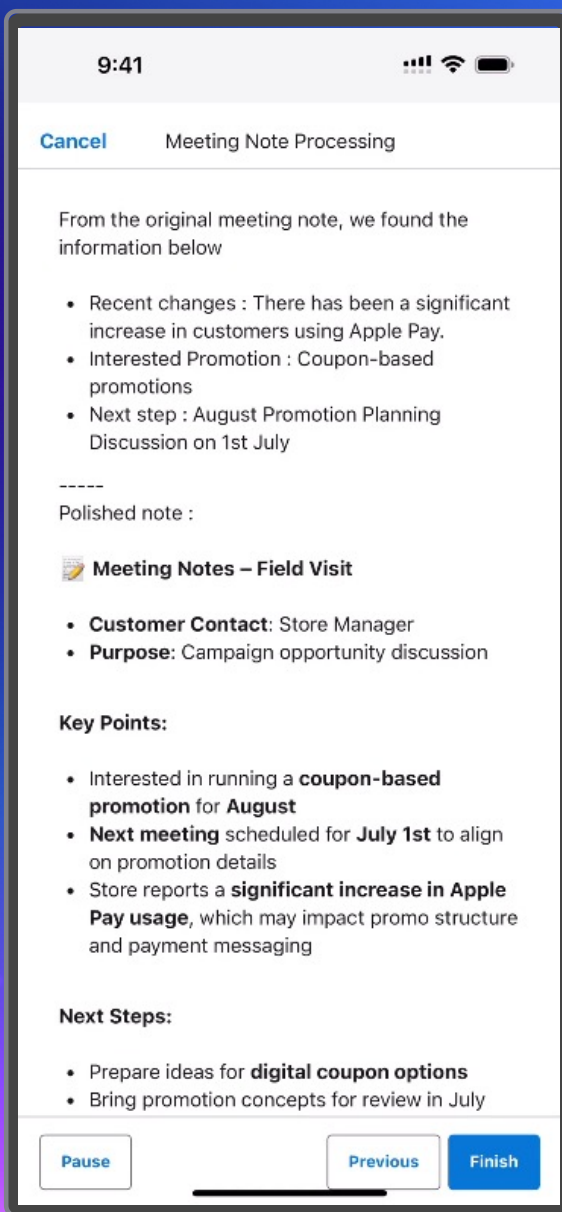 9:41
Cancel
Meeting Note Processing
From the original meeting note, we found the
information below
• Recent changes : There has been a significant
increase in customers using Apple Pay.
• Interested Promotion : Coupon-based
promotions
• Next step : August Promotion Planning
Discussion on 1st July
-----
Polished note :
📝 Meeting Notes – Field Visit
• Customer Contact: Store Manager
• Purpose: Campaign opportunity discussion
Key Points:
• Interested in running a coupon-based
promotion for August
• Next meeting scheduled for July 1st to align
on promotion details
• Store reports a significant increase in Apple
Pay usage, which may impact promo structure
and payment messaging
Next Steps:
• Prepare ideas for digital coupon options
• Bring promotion concepts for review in July
Pause
Previous
Finish